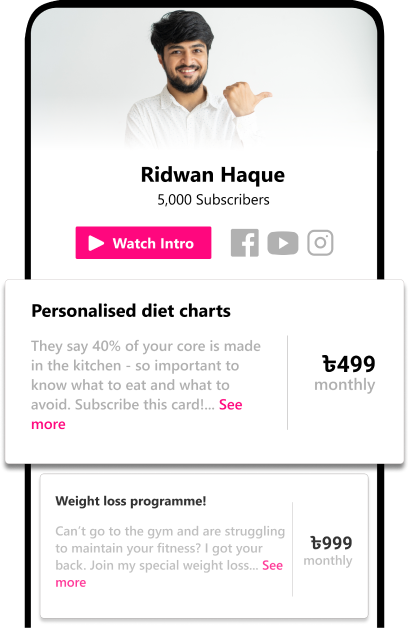 Ridwan Haque
5,000 Subscribers
Watch Intro
Personalised diet charts
They say 40% of your core is made
in the kitchen - so important to
know what to eat and what to
avoid. Subscribe this card!... See
more
৳499
monthly
Weight loss programme!
Can't go to the gym and are struggling
to maintain your fitness? I got your
back. Join my special weight loss... See
more
৳999
monthly